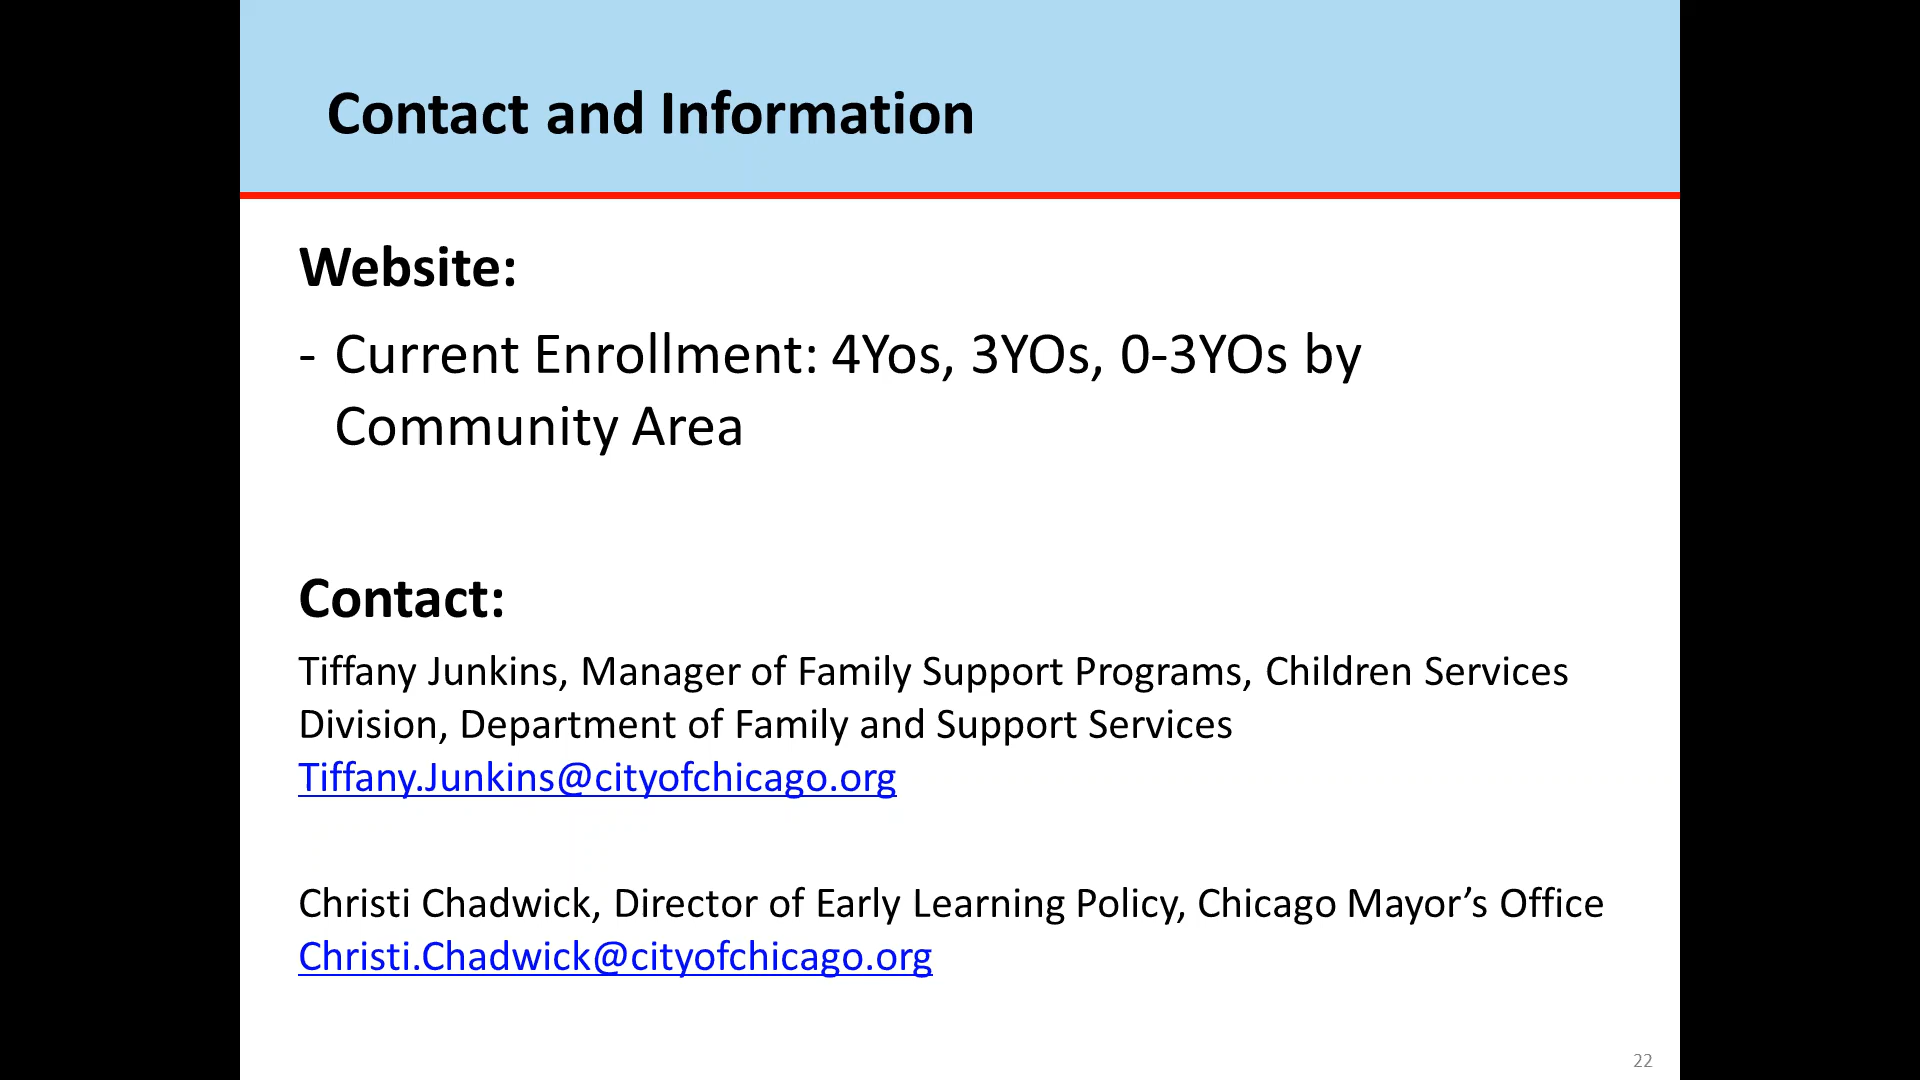 Contact and Information
Website:
- Current Enrollment: 4Yos, 3YOs, 0-3YOs by
Community Area
Contact:
Tiffany Junkins, Manager of Family Support Programs, Children Services
Division, Department of Family and Support Services
Tiffany.Junkins@cityofchicago.org
Christi Chadwick, Director of Early Learning Policy, Chicago Mayor’s Office
Christi.Chadwick@cityofchicago.org
22